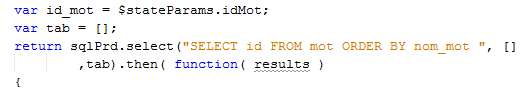 var id_mot = $stateParams.idMot;
var tab = [];
return sqlPrd.select("SELECT id FROM mot ORDER BY nom_mot ", []
,tab).then( function( results )
{